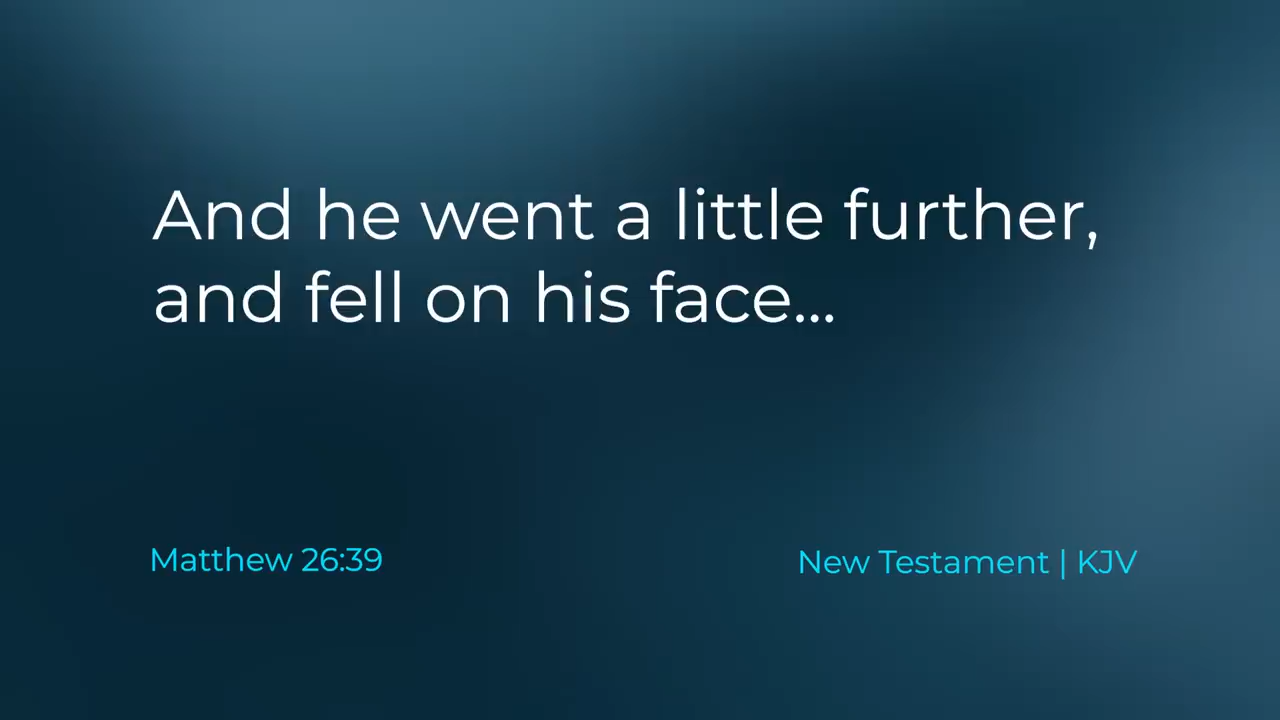 And he went a little further,
and fell on his face...
Matthew 26:39
New Testament | KJV